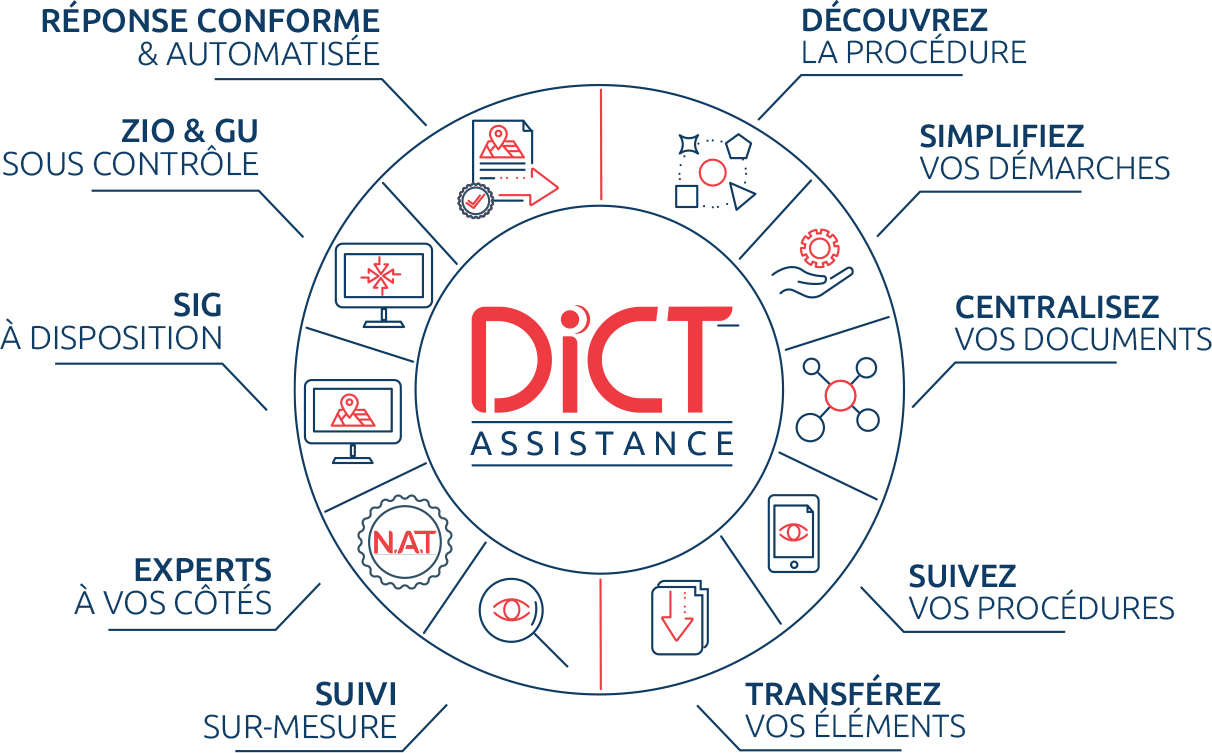 RÉPONSE CONFORME
& AUTOMATISÉE
DÉCOUVREZ
LA PROCÉDURE
ZIO & GU
SOUS CONTRÔLE
SIMPLIFIEZ
VOS DÉMARCHES
SIG
À DISPOSITION
CENTRALISEZ
VOS DOCUMENTS
DiCT
ASSISTANCE
N.A.T
EXPERTS
À VOS CÔTÉS
SUIVEZ
VOS PROCÉDURES
SUIVI
SUR-MESURE
TRANSFÉREZ
VOS ÉLÉMENTS